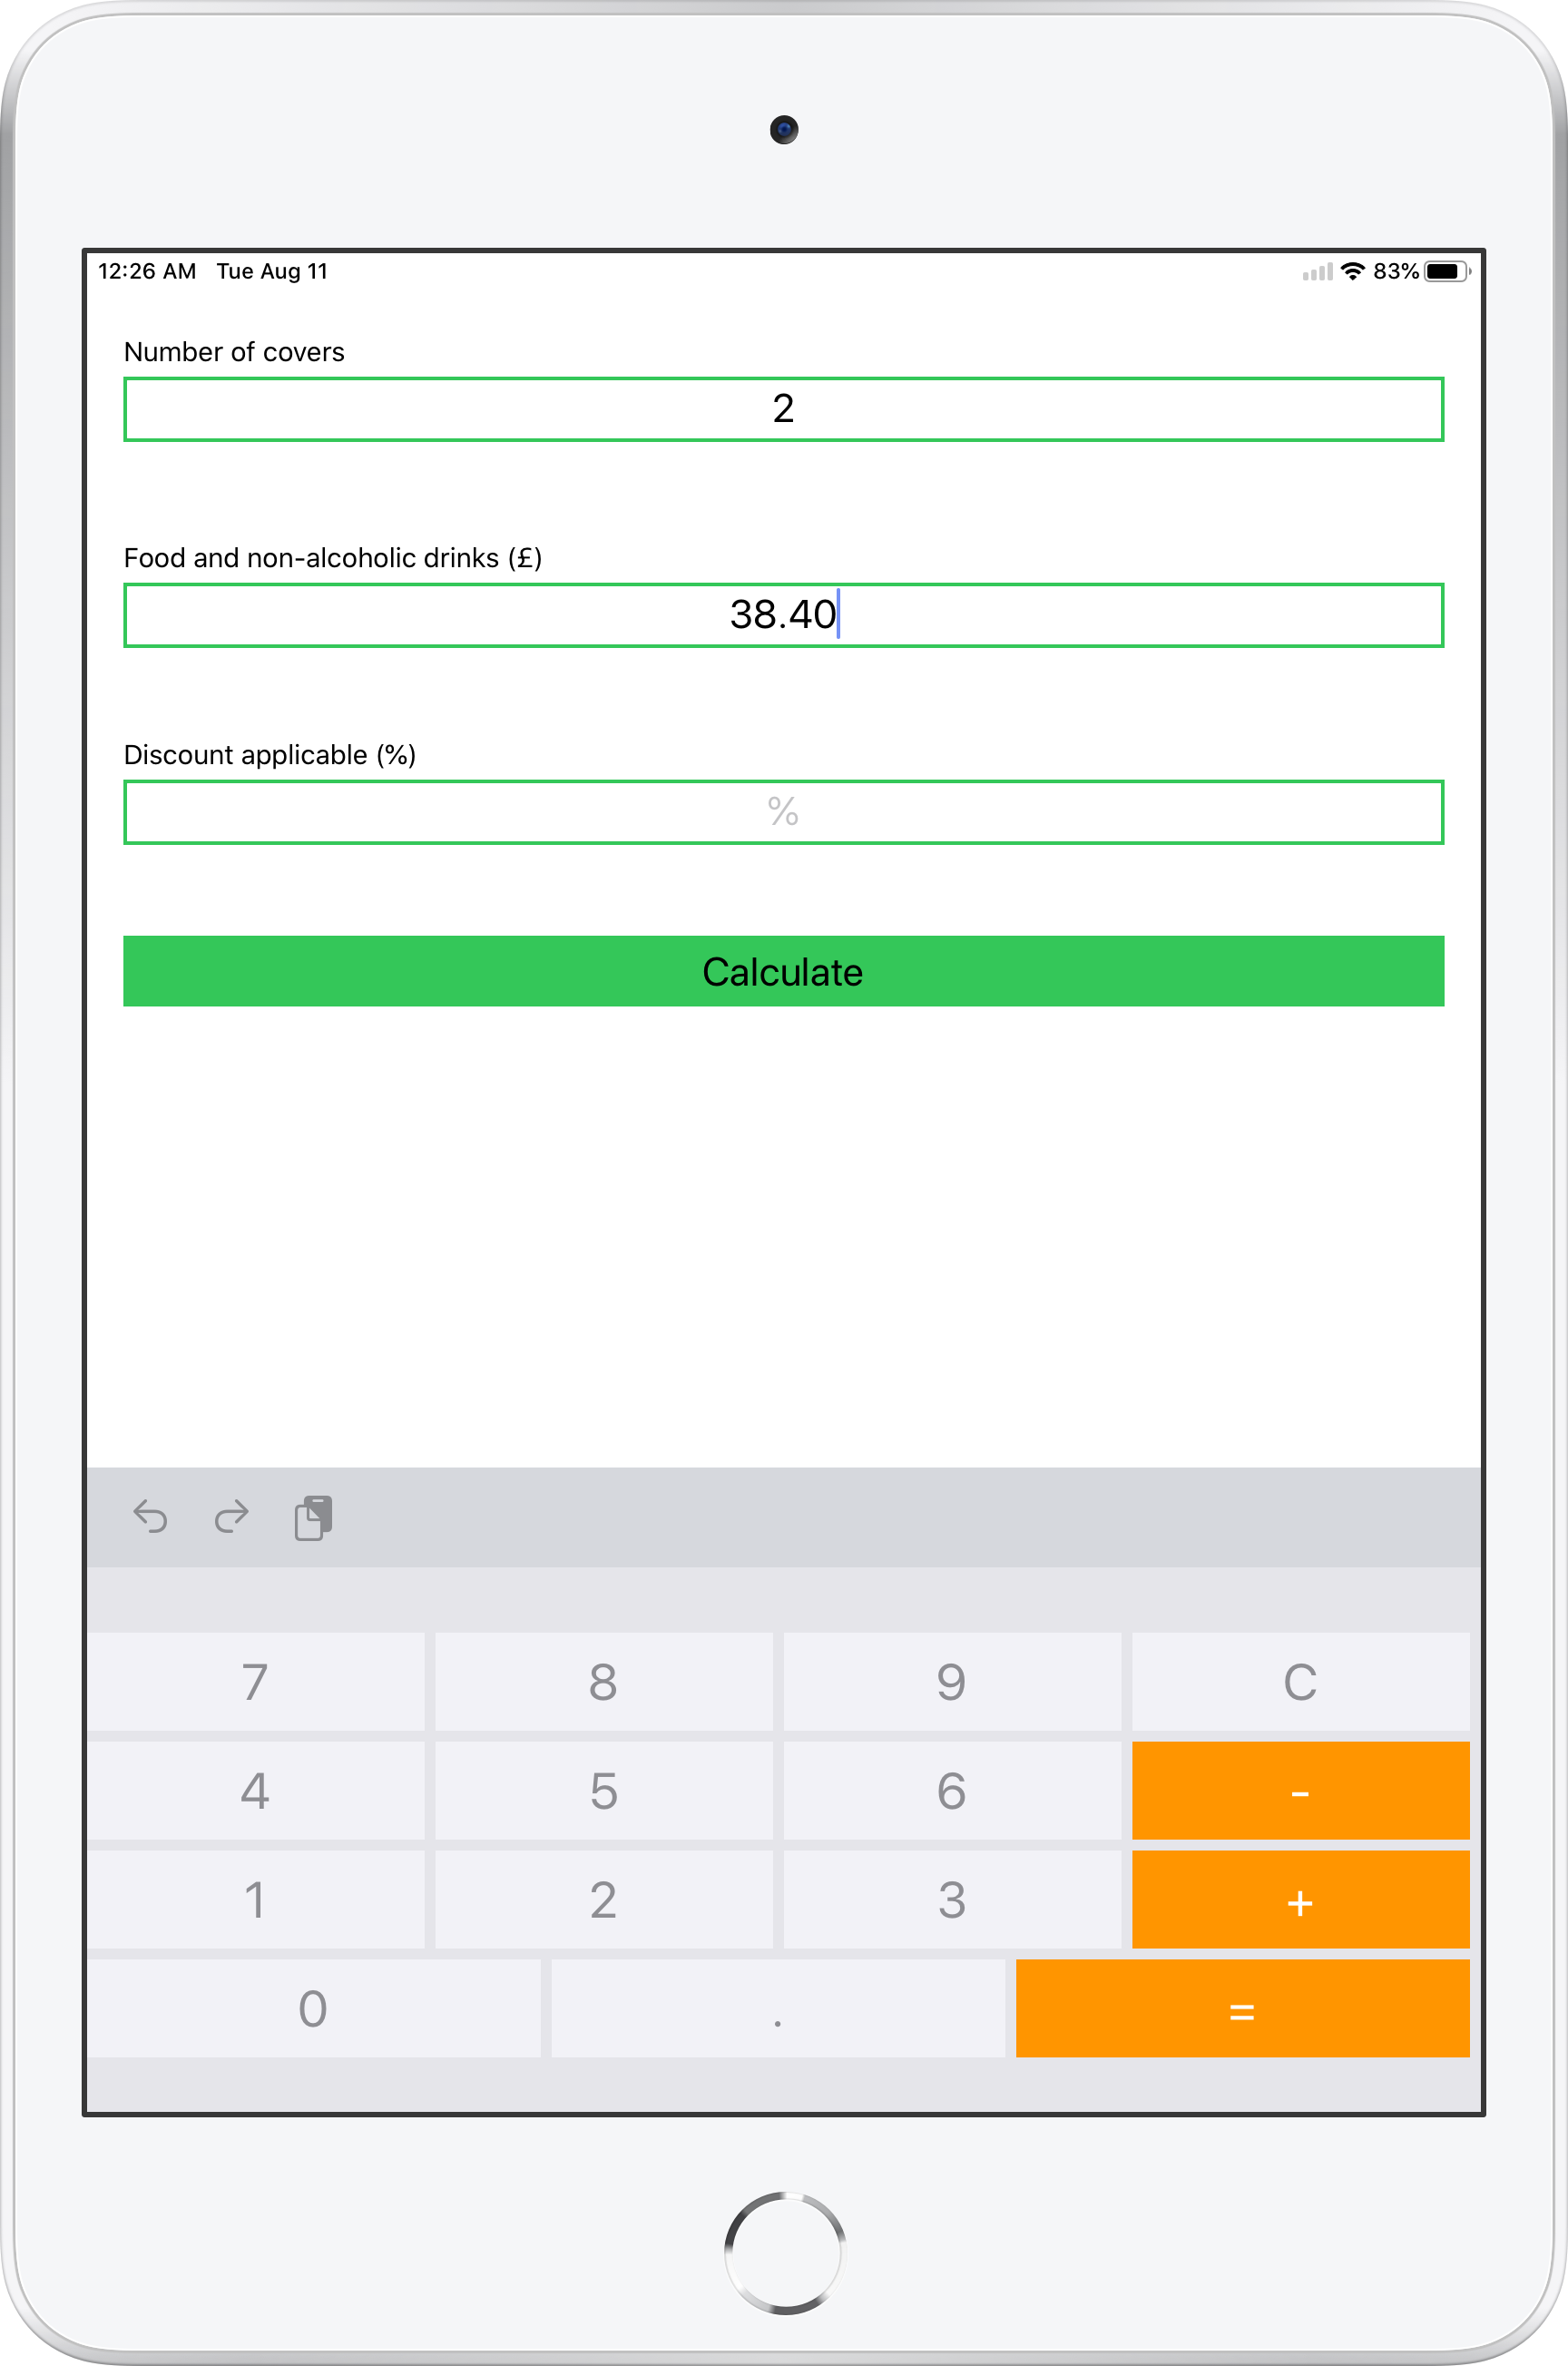 12:26 AM Tue Aug 11 83%
Number of covers
2
Food and non-alcoholic drinks (£)
38.40
Discount applicable (%)
%
Calculate
7 8 9 C
4 5 6 -
1 2 3 +
0 . =